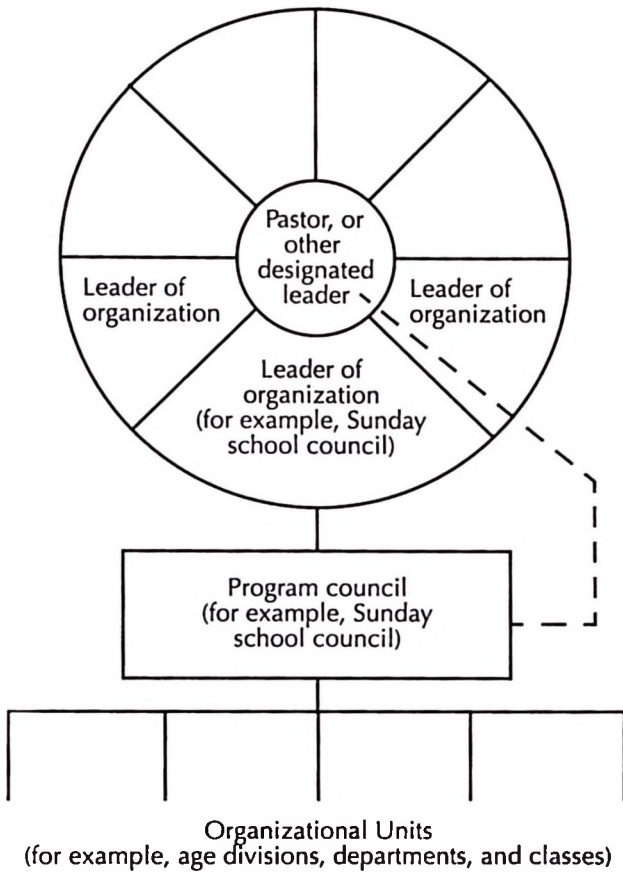 Pastor, or
other
designated
leader
Leader of
organization
Leader of
organization
Leader of
organization
(for example, Sunday
school council)
Program council
(for example, Sunday
school council)
Organizational Units
(for example, age divisions, departments, and classes)